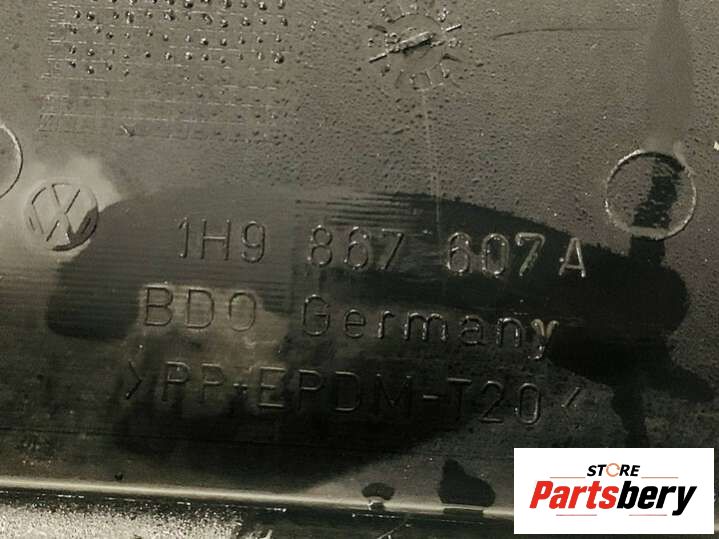 1H9 867 607 A
BDO Germany
>PP+EPDM-T20<
STORE
Partsbery